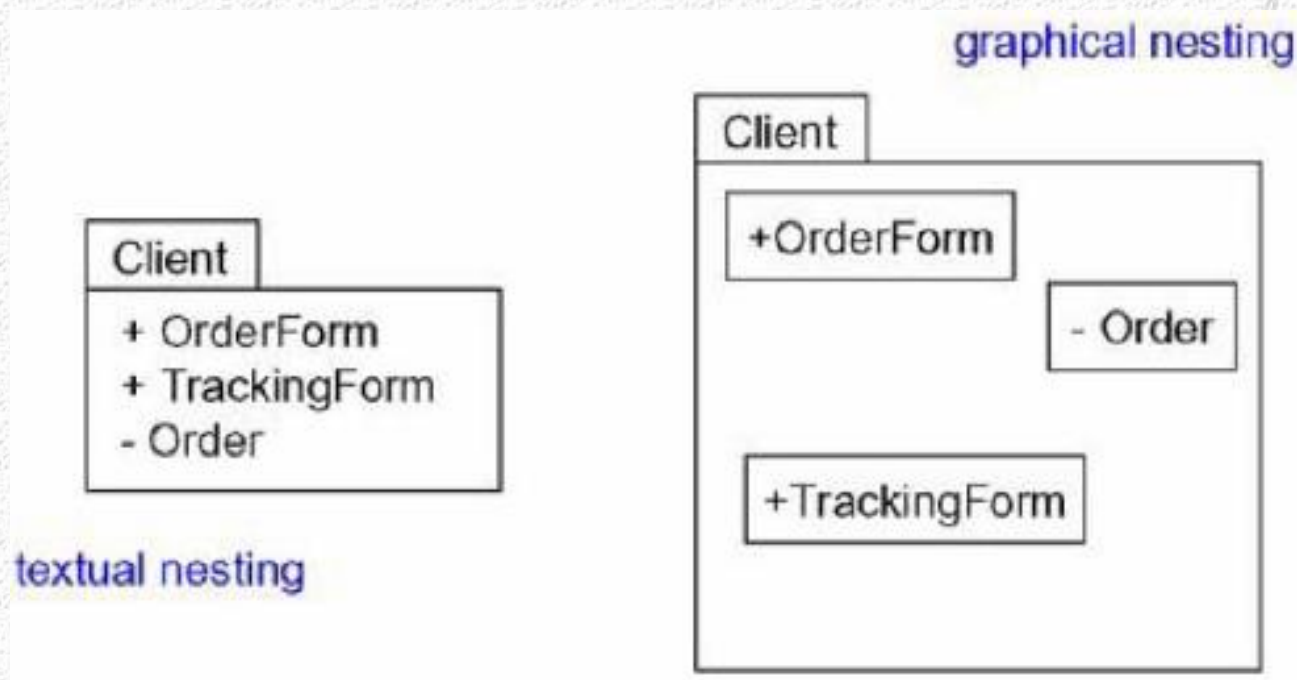 graphical nesting
Client
+ OrderForm
+ TrackingForm
- Order
textual nesting
Client
+OrderForm
- Order
+TrackingForm